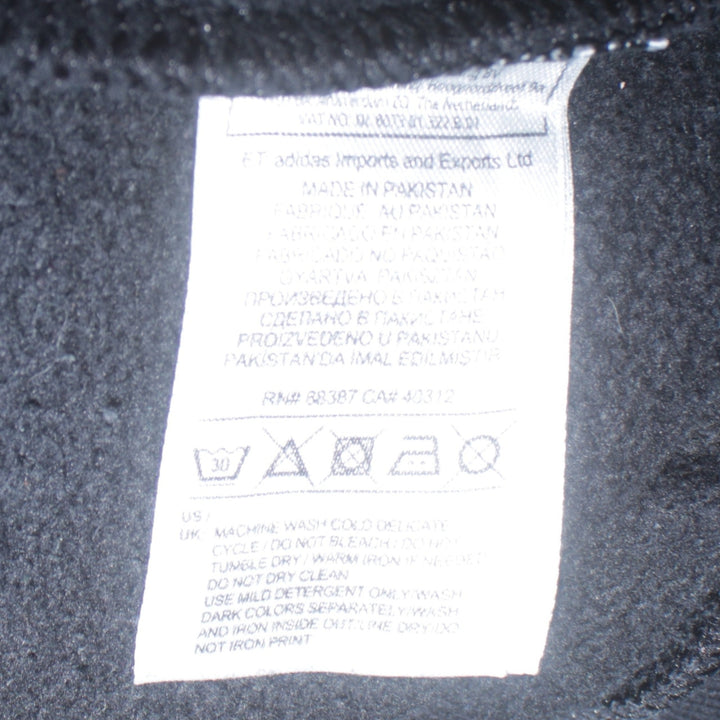 The Netherlands
VAT NO. NL
adidas Imports and Exports Ltd
MADE IN PAKISTAN
FABRIQUE AU PAKISTAN
FABRICADO EN PAKISTAN
FABRICADO NO PAQUISTAO
GYARTVA PAKISZTAN
ПРОИЗВЕДЕНО В ПАКИСТАН
СДЕЛАНО В ПАКИСТАНЕ
PROIZVEDENO U PAKISTANU
PAKISTAN'DA IMAL EDILMISTIR
RN# 88387 CA# 40312
30
US /
UK: MACHINE WASH COLD DELICATE
CYCLE / DO NOT BLEACH / DO NOT
TUMBLE DRY / WARM IRON IF NEEDED
DO NOT DRY CLEAN
USE MILD DETERGENT ONLY/WASH
DARK COLORS SEPARATELY/WASH
AND IRON INSIDE OUT/LINE DRY/DO
NOT IRON PRINT